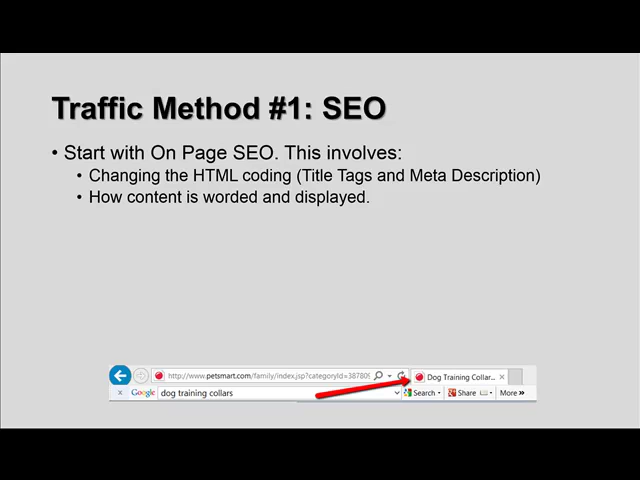 Traffic Method #1: SEO
• Start with On Page SEO. This involves:
• Changing the HTML coding (Title Tags and Meta Description)
• How content is worded and displayed.
http://www.petsmart.com/family/index.jsp?categoryId=387809 Dog Training Collar... x
x Google dog training collars Search Share More »